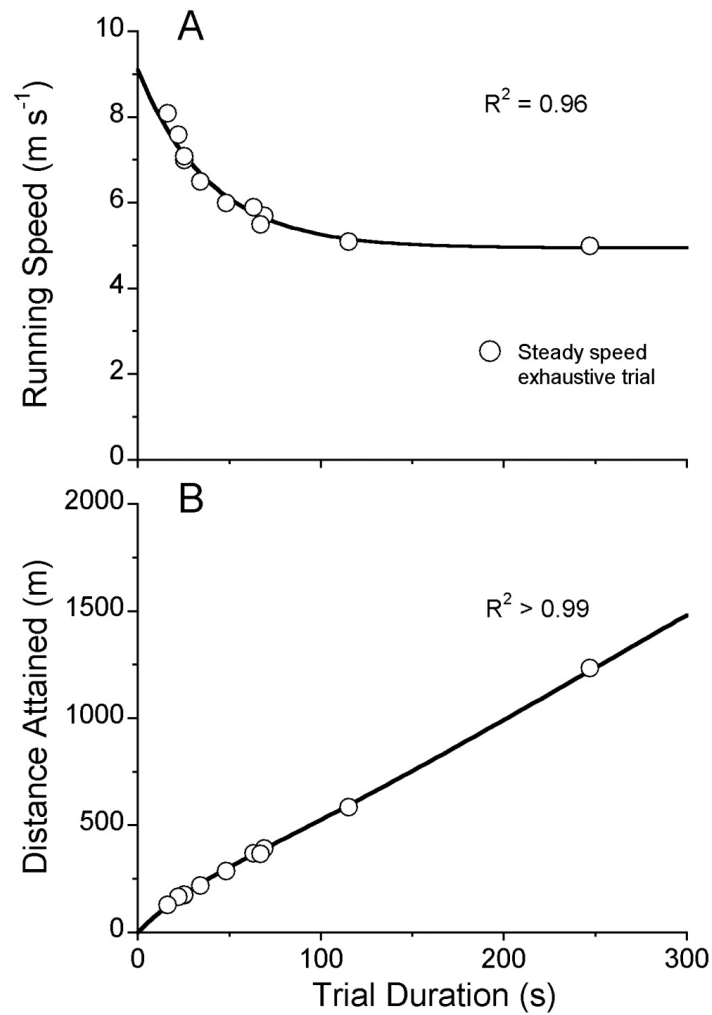 A
10
8
6
4
2
0
Running Speed (m s⁻¹)
R² = 0.96
Steady speed
exhaustive trial
B
2000
1500
1000
500
0
Distance Attained (m)
R² > 0.99
0 100 200 300
Trial Duration (s)